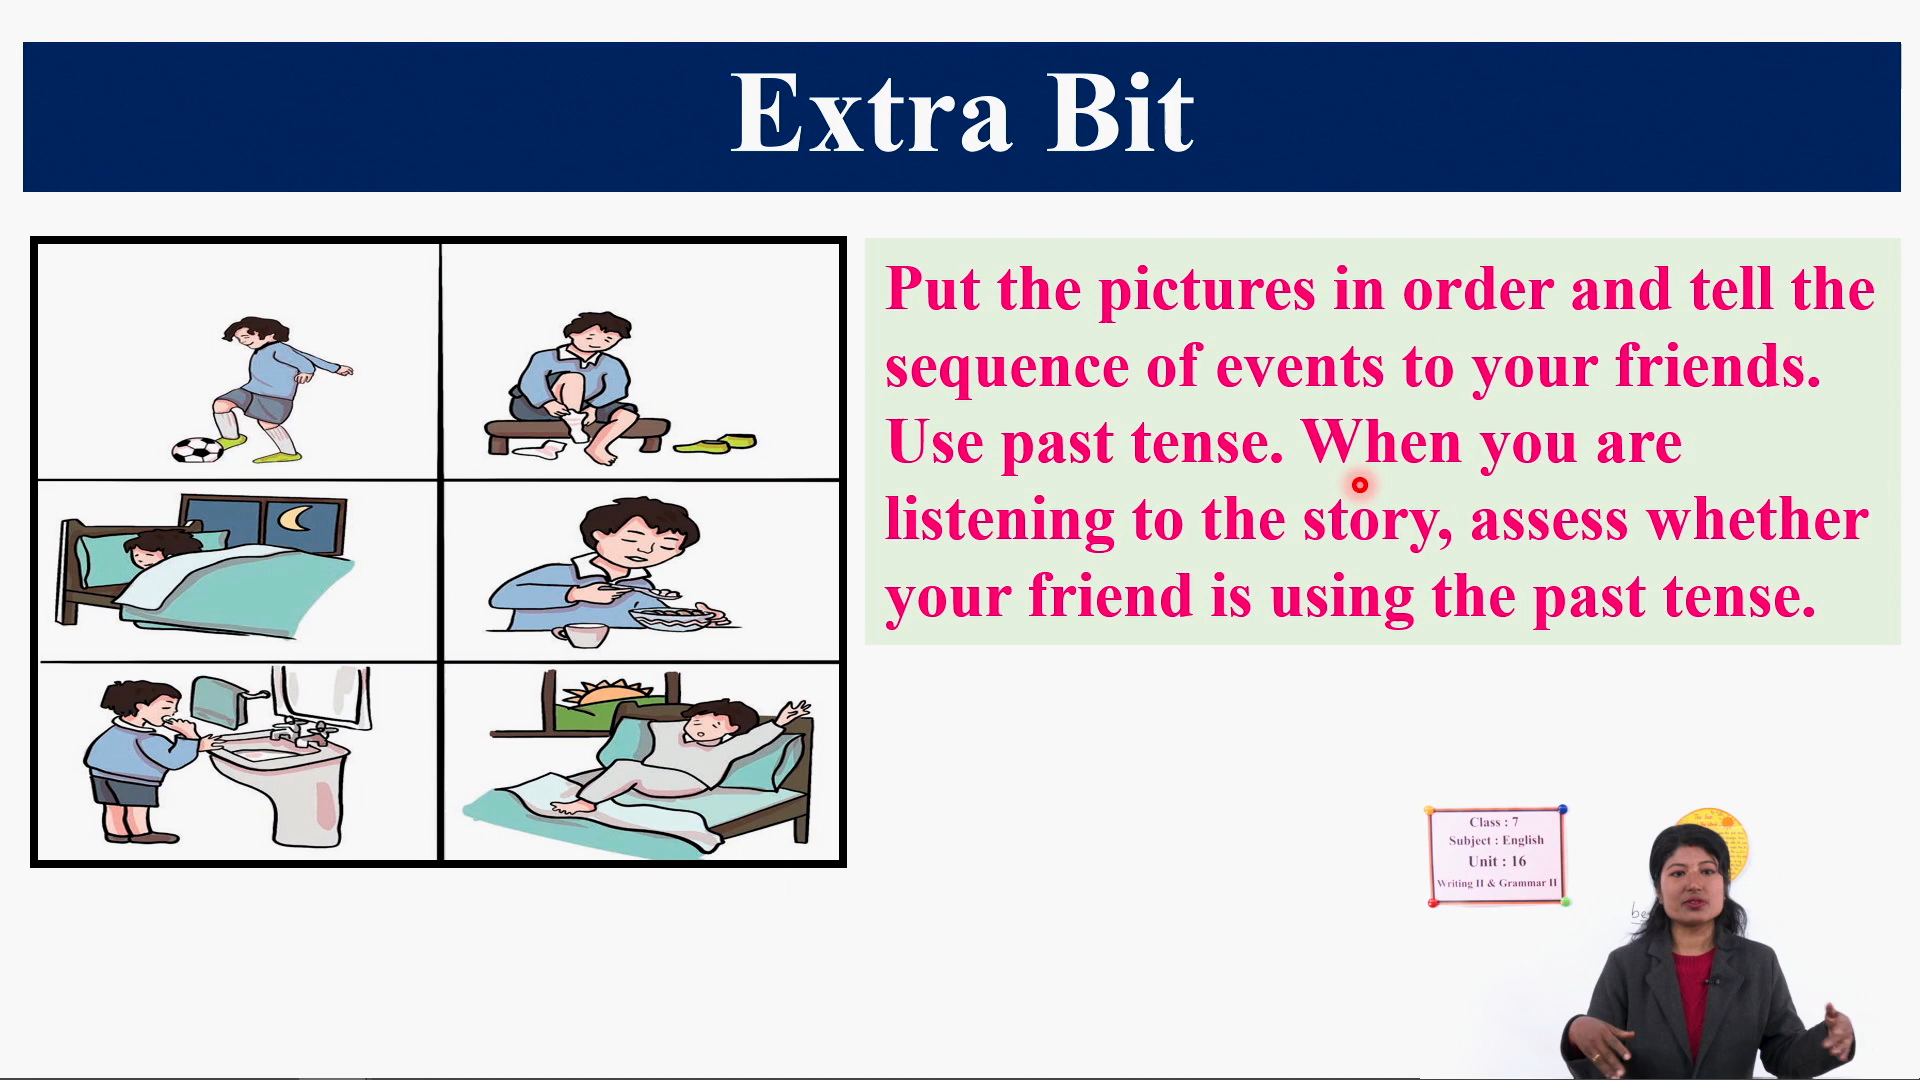 Extra Bit
Put the pictures in order and tell the
sequence of events to your friends.
Use past tense. When you are
listening to the story, assess whether
your friend is using the past tense.
Class : 7
Subject : English
Unit : 16
Writing II & Grammar II